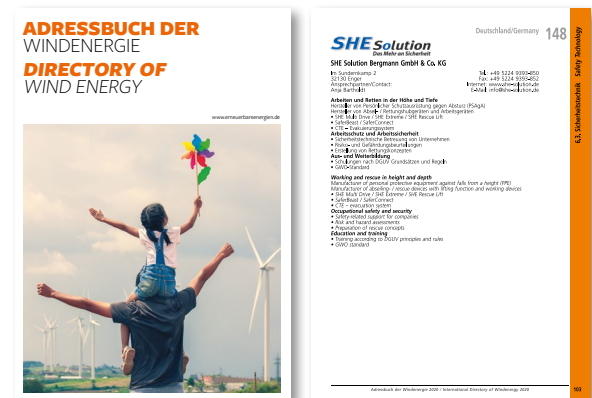 ADRESSBUCH DER
WINDENERGIE
DIRECTORY OF
WIND ENERGY
www.erneuerbareenergien.de
Deutschland/Germany 148
SHE Solution
Das Mehr an Sicherheit
SHE Solution Bergmann GmbH & Co. KG
Im Sundernkamp 2
32130 Enger
Ansprechpartner/Contact:
Anja Bartholdt
Tel.: +49 5224 9393-850
Fax: +49 5224 9393-852
Internet: www.she-solution.de
E-Mail: info@she-solution.de
Arbeiten und Retten in der Höhe und Tiefe
Hersteller von Persönlicher Schutzausrüstung gegen Absturz (PSAgA)
Hersteller von Abseil- / Rettungshubgeräten und Arbeitsgeräten
• SHE Multi Drive / SHE Extreme / SHE Rescue Lift
• SaferBeast / SaferConnect
• CTE – Evakuierungssystem
Arbeitsschutz und Arbeitssicherheit
• Sicherheitstechnische Betreuung von Unternehmen
• Risiko- und Gefährdungsbeurteilungen
• Erstellung von Rettungskonzepten
Aus- und Weiterbildung
• Schulungen nach DGUV Grundsätzen und Regeln
• GWO-Standard
Working and rescue in height and depth
Manufacturer of personal protective equipment against falls from a height (PPE)
Manufacturer of abseiling- / rescue devices with lifting function and working devices
• SHE Multi Drive / SHE Extreme / SHE Rescue Lift
• SaferBeast / SaferConnect
• CTE – evacuation system
Occupational safety and security
• Safety-related support for companies
• Risk and hazard assessments
• Preparation of rescue concepts
Education and training
• Training according to DGUV principles and rules
• GWO standard
6.3. Sicherheitstechnik Safety Technology
Adressbuch der Windenergie 2020 / International Directory of Windenergy 2020
103